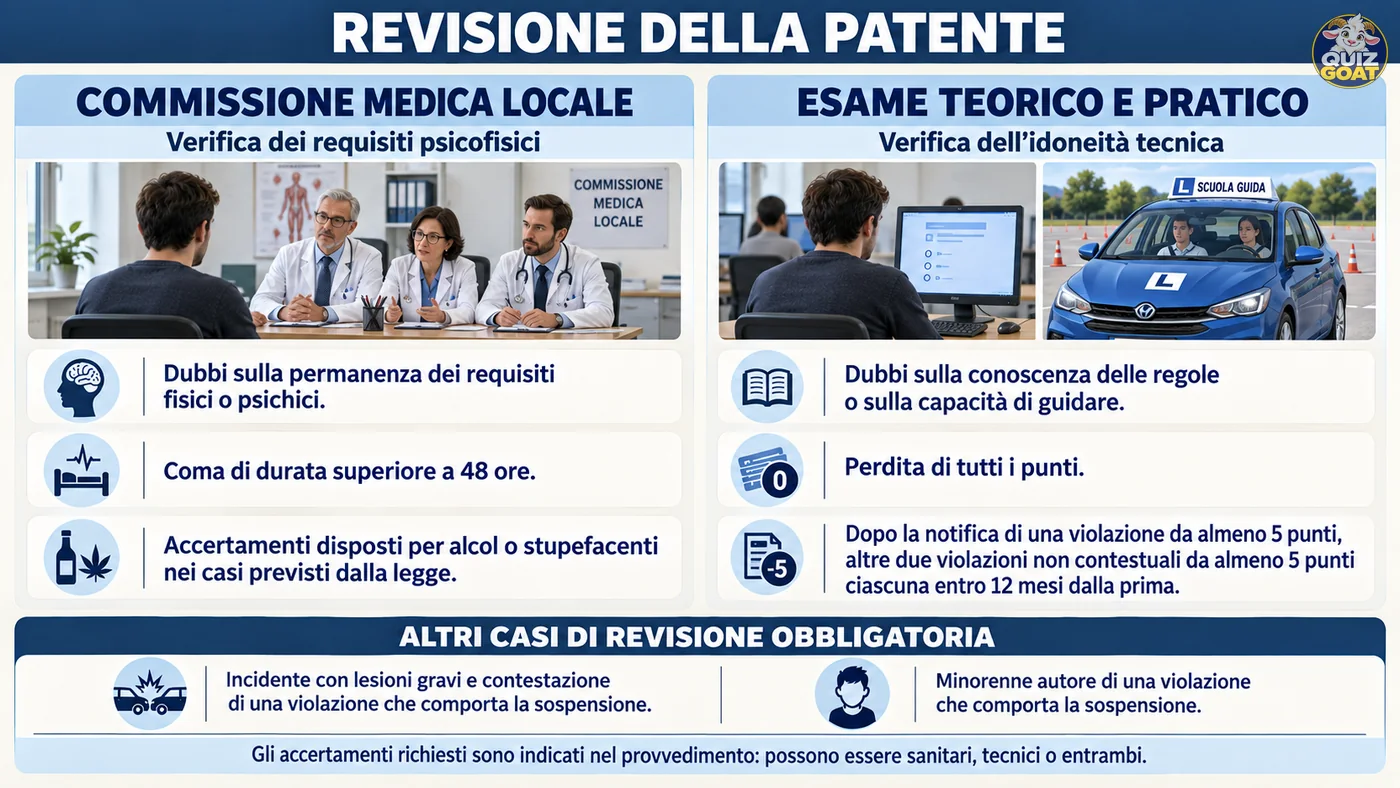 REVISIONE DELLA PATENTE
QUIZ
GOAT
COMMISSIONE MEDICA LOCALE
Verifica dei requisiti psicofisici
COMMISSIONE
MEDICA
LOCALE
Dubbi sulla permanenza dei requisiti
fisici o psichici.
Coma di durata superiore a 48 ore.
Accertamenti disposti per alcol o stupefacenti
nei casi previsti dalla legge.
ESAME TEORICO E PRATICO
Verifica dell'idoneità tecnica
L SCUOLA GUIDA
L
Dubbi sulla conoscenza delle regole
o sulla capacità di guidare.
0
Perdita di tutti i punti.
-5
Dopo la notifica di una violazione da almeno 5 punti,
altre due violazioni non contestuali da almeno 5 punti
ciascuna entro 12 mesi dalla prima.
ALTRI CASI DI REVISIONE OBBLIGATORIA
Incidente con lesioni gravi e contestazione
di una violazione che comporta la sospensione.
Minorenne autore di una violazione
che comporta la sospensione.
Gli accertamenti richiesti sono indicati nel provvedimento: possono essere sanitari, tecnici o entrambi.